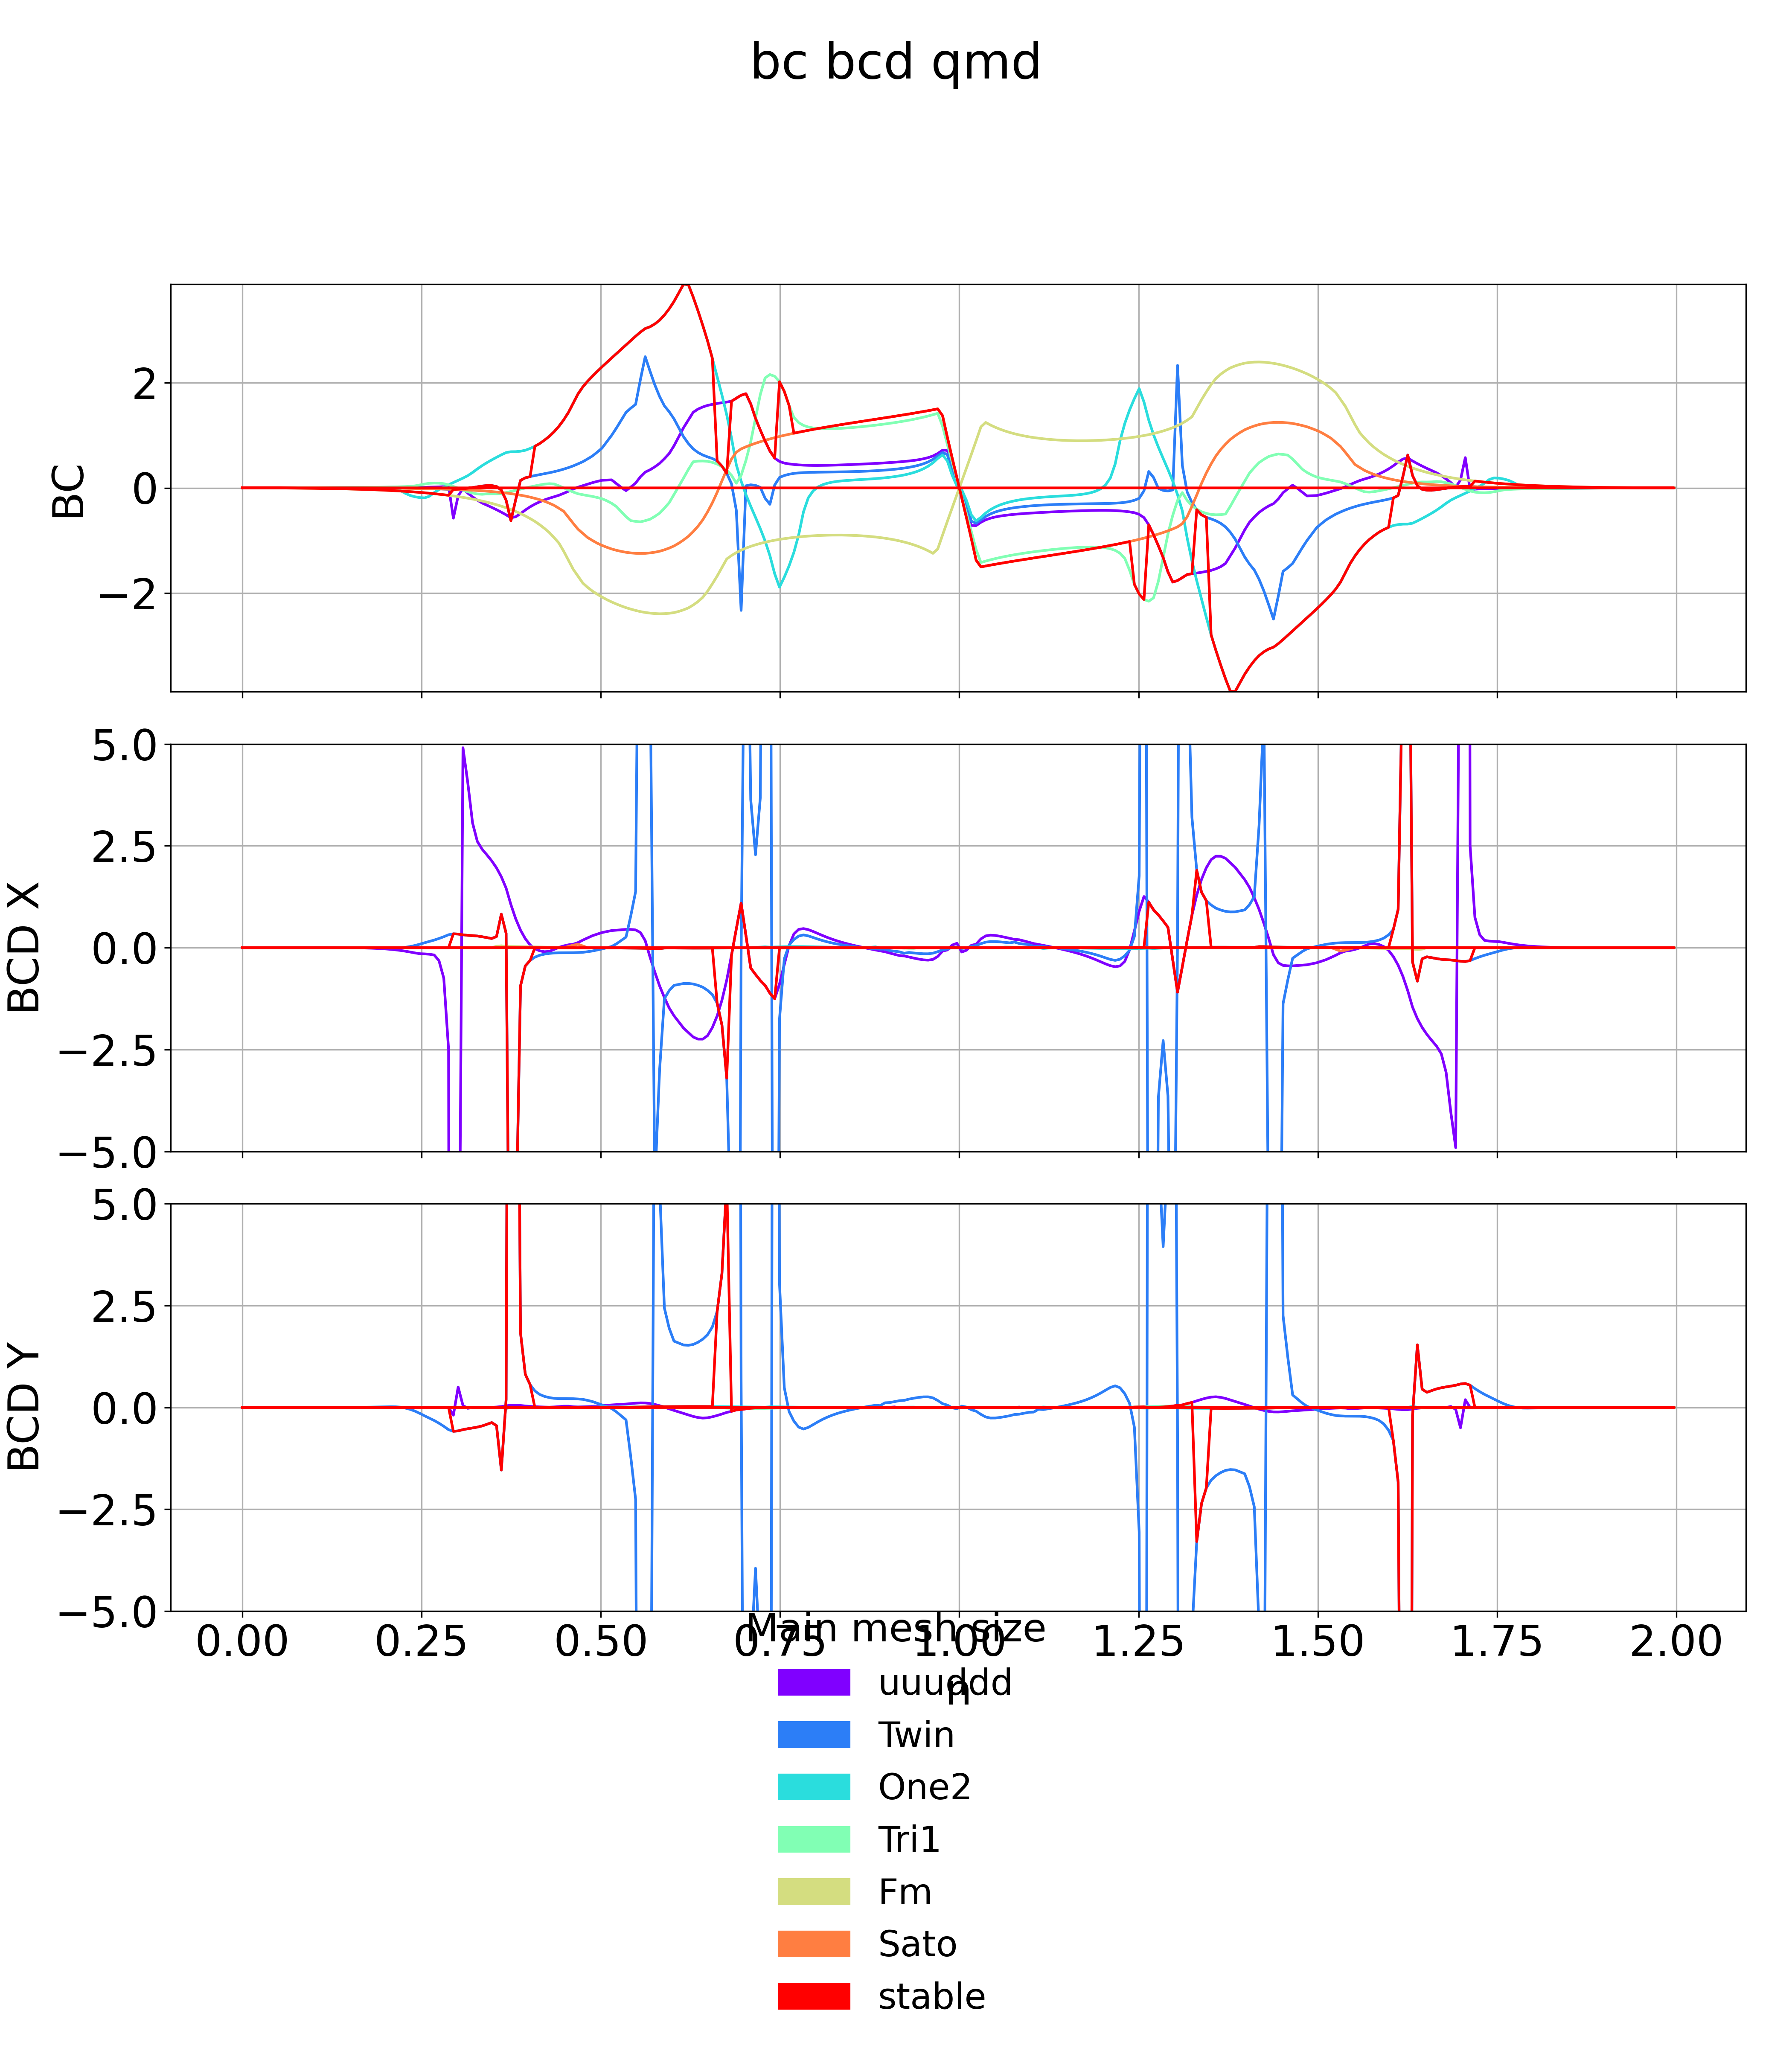 bc bcd qmd
BC
2
0
−2
BCD X
5.0
2.5
0.0
−2.5
−5.0
BCD Y
5.0
2.5
0.0
−2.5
−5.0
0.00 0.25 0.50 0.75 1.00 1.25 1.50 1.75 2.00
n
Main mesh size
uuuddd
Twin
One2
Tri1
Fm
Sato
stable